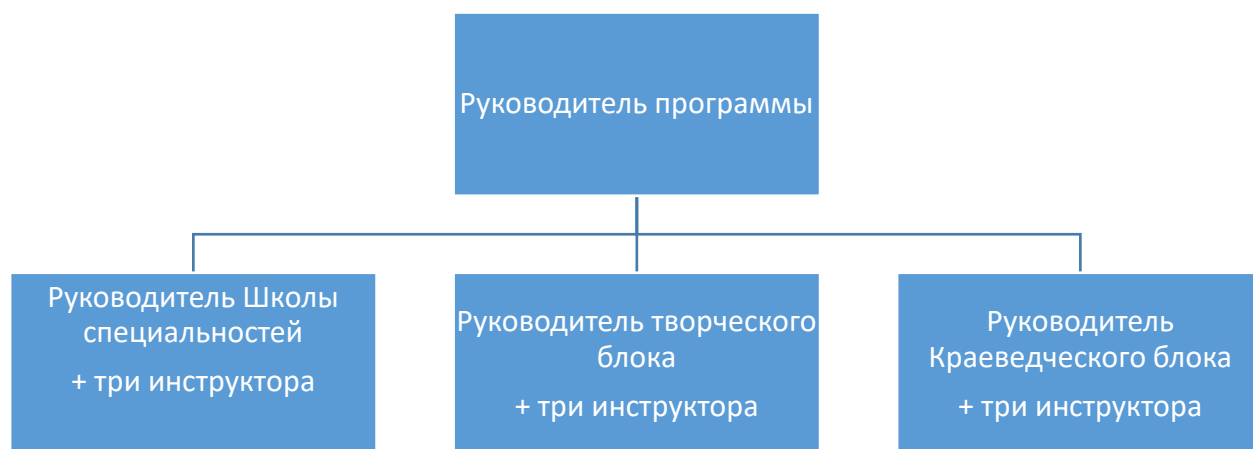 Руководитель программы
Руководитель Школы
специальностей
+ три инструктора
Руководитель творческого
блока
+ три инструктора
Руководитель
Краеведческого блока
+ три инструктора